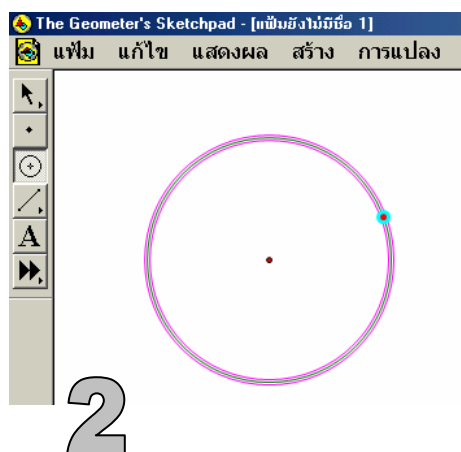 The Geometer's Sketchpad - [แฟ้มยังไม่มีชื่อ 1]
แฟ้ม แก้ไข แสดงผล สร้าง การแปลง
A
2